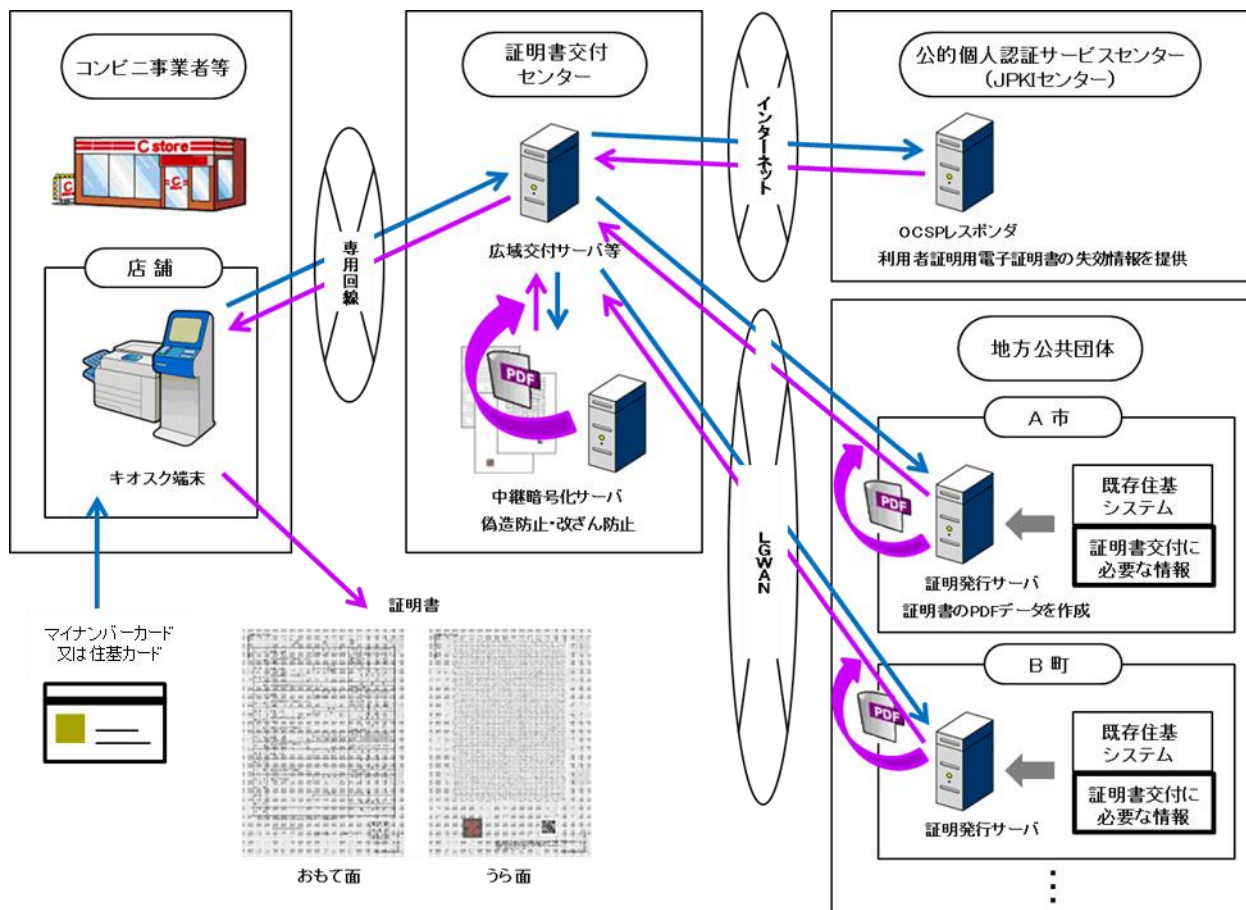 コンビニ事業者等
C store
C
店舗
キオスク端末
マイナンバーカード
又は住基カード
専用回線
証明書交付
センター
広域交付サーバ等
PDF
中継暗号化サーバ
偽造防止・改ざん防止
証明書
おもて面
うら面
インターネット
LGWAN
公的個人認証サービスセンター
(JPKIセンター)
OCSPレスポンダ
利用者証明用電子証明書の失効情報を提供
地方公共団体
A市
PDF
証明発行サーバ
証明書のPDFデータを作成
既存住基
システム
証明書交付に
必要な情報
B町
PDF
証明発行サーバ
既存住基
システム
証明書交付に
必要な情報